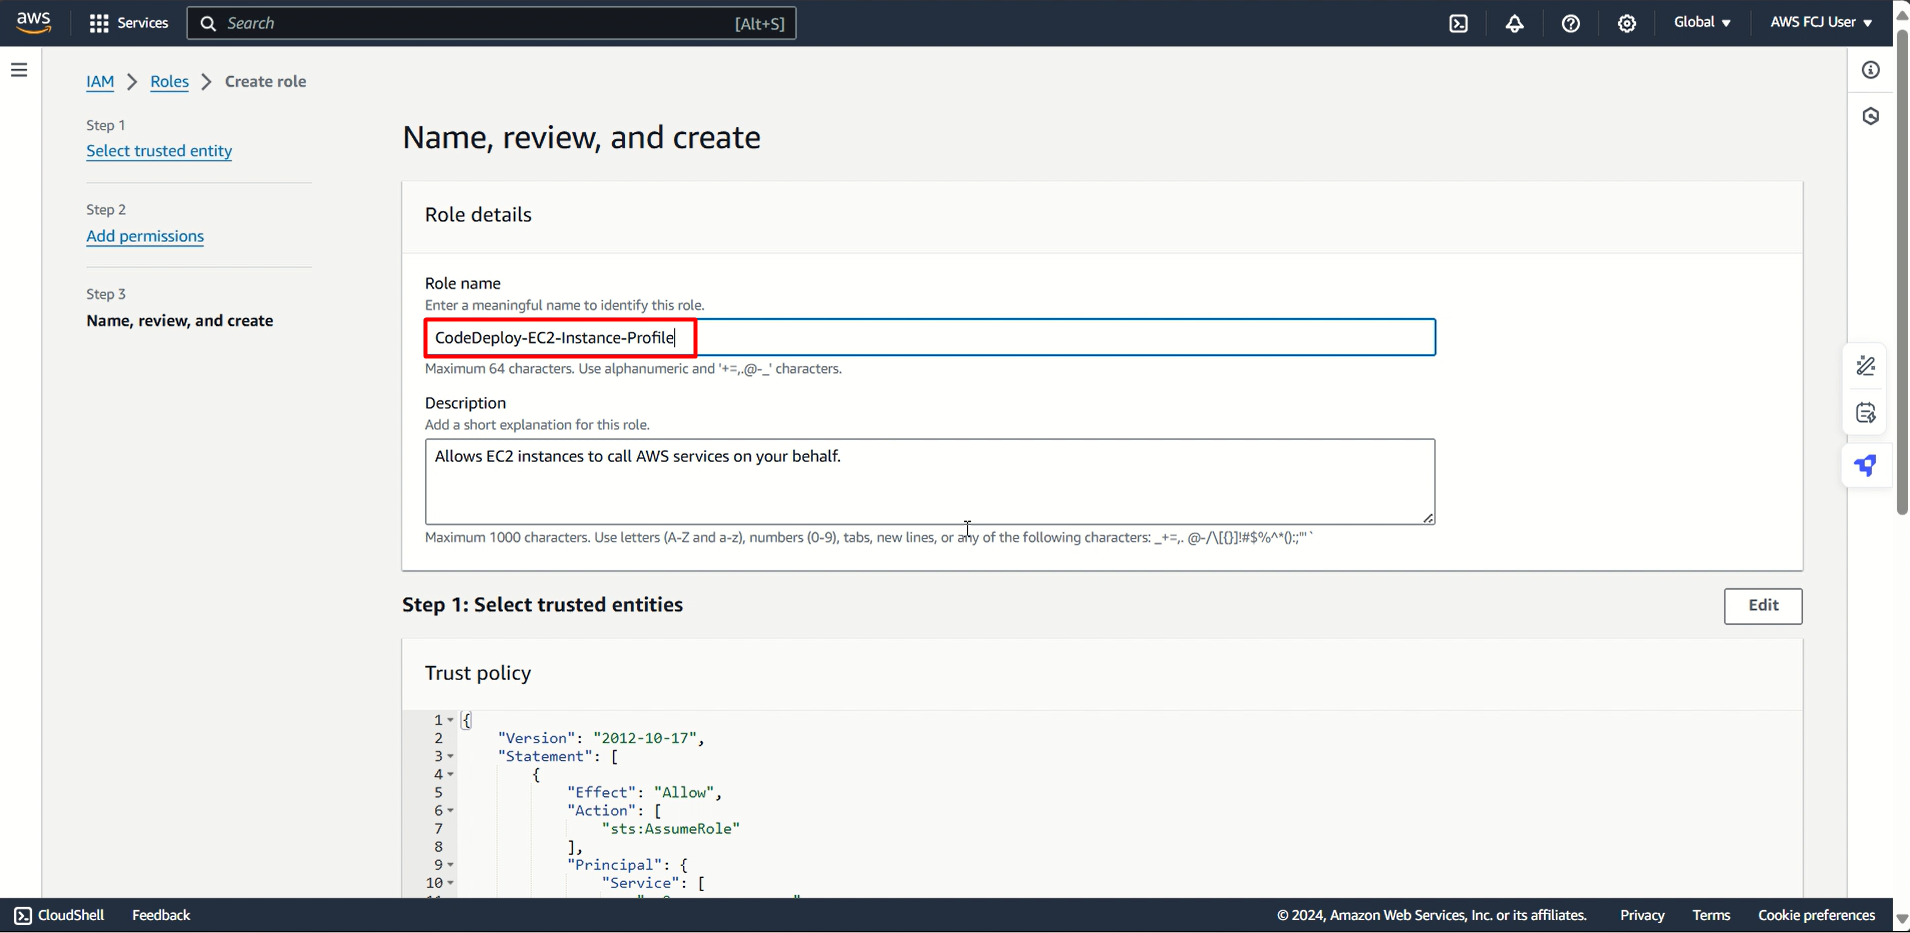 aws
Services
Search
[Alt+S]
Global
AWS FCJ User
IAM
Roles
Create role
Step 1
Select trusted entity
Step 2
Add permissions
Step 3
Name, review, and create
Name, review, and create
Role details
Role name
Enter a meaningful name to identify this role.
CodeDeploy-EC2-Instance-Profile
Maximum 64 characters. Use alphanumeric and '+=,.@-_' characters.
Description
Add a short explanation for this role.
Allows EC2 instances to call AWS services on your behalf.
Maximum 1000 characters. Use letters (A-Z and a-z), numbers (0-9), tabs, new lines, or any of the following characters: _+=,. @-/\[{}]!#$%^*();:'"`
Step 1: Select trusted entities
Edit
Trust policy
1 {
2 "Version": "2012-10-17",
3 "Statement": [
4 {
5 "Effect": "Allow",
6 "Action": [
7 "sts:AssumeRole"
8 ],
9 "Principal": {
10 "Service": [
CloudShell
Feedback
© 2024, Amazon Web Services, Inc. or its affiliates.
Privacy
Terms
Cookie preferences